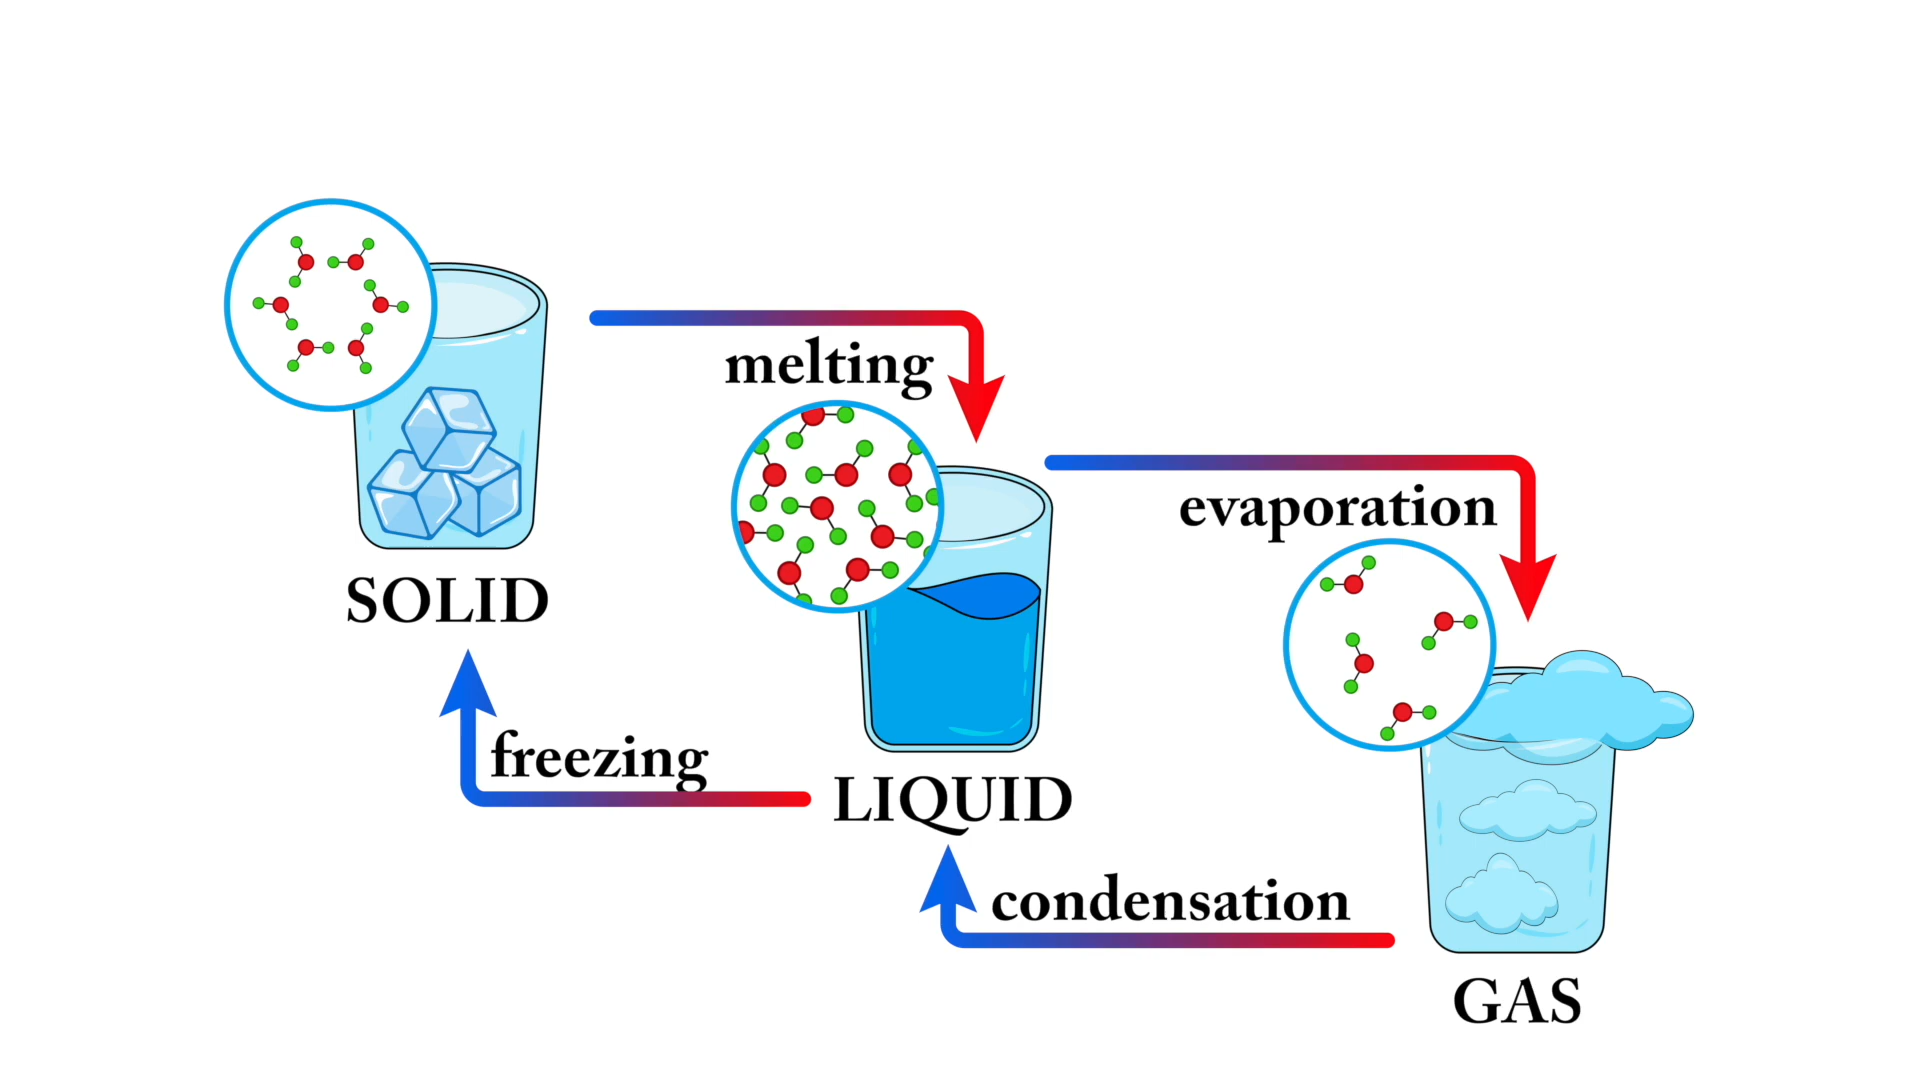 melting
evaporation
SOLID
freezing
LIQUID
condensation
GAS